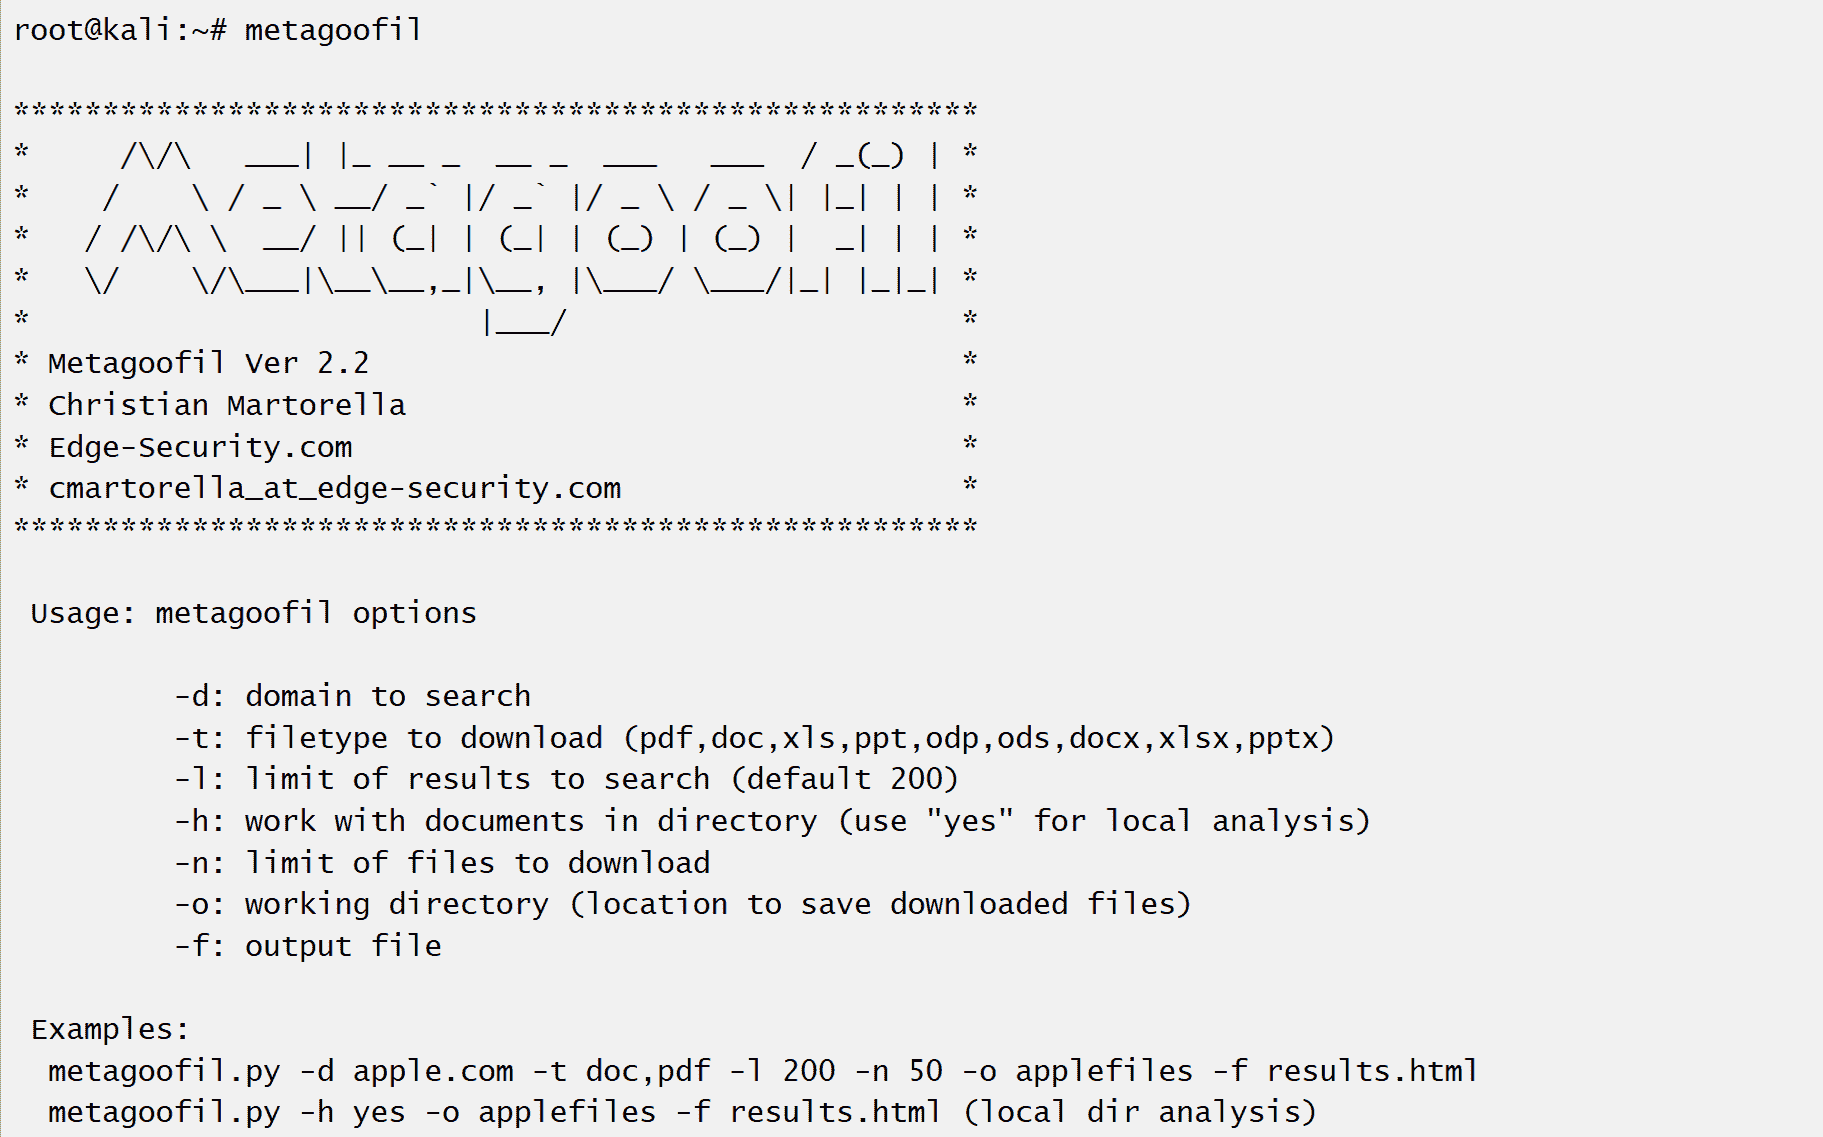 root@kali:~# metagoofil
******************************************************
*     /\/\   ___| |_ __ _  __ _  ___   ___  / _(_) | *
*    /    \ / _ \ __/ _` |/ _` |/ _ \ / _ \| |_| | | *
*   / /\/\ \  __/ || (_| | (_| | (_) | (_) |  _| | | *
*   \/    \/\___|\__\__,_|\__, |\___/ \___/|_| |_|_| *
*                         |___/                      *
* Metagoofil Ver 2.2                                 *
* Christian Martorella                               *
* Edge-Security.com                                  *
* cmartorella_at_edge-security.com                   *
******************************************************
Usage: metagoofil options
-d: domain to search
-t: filetype to download (pdf,doc,xls,ppt,odp,ods,docx,xlsx,pptx)
-l: limit of results to search (default 200)
-h: work with documents in directory (use "yes" for local analysis)
-n: limit of files to download
-o: working directory (location to save downloaded files)
-f: output file
Examples:
metagoofil.py -d apple.com -t doc,pdf -l 200 -n 50 -o applefiles -f results.html
metagoofil.py -h yes -o applefiles -f results.html (local dir analysis)